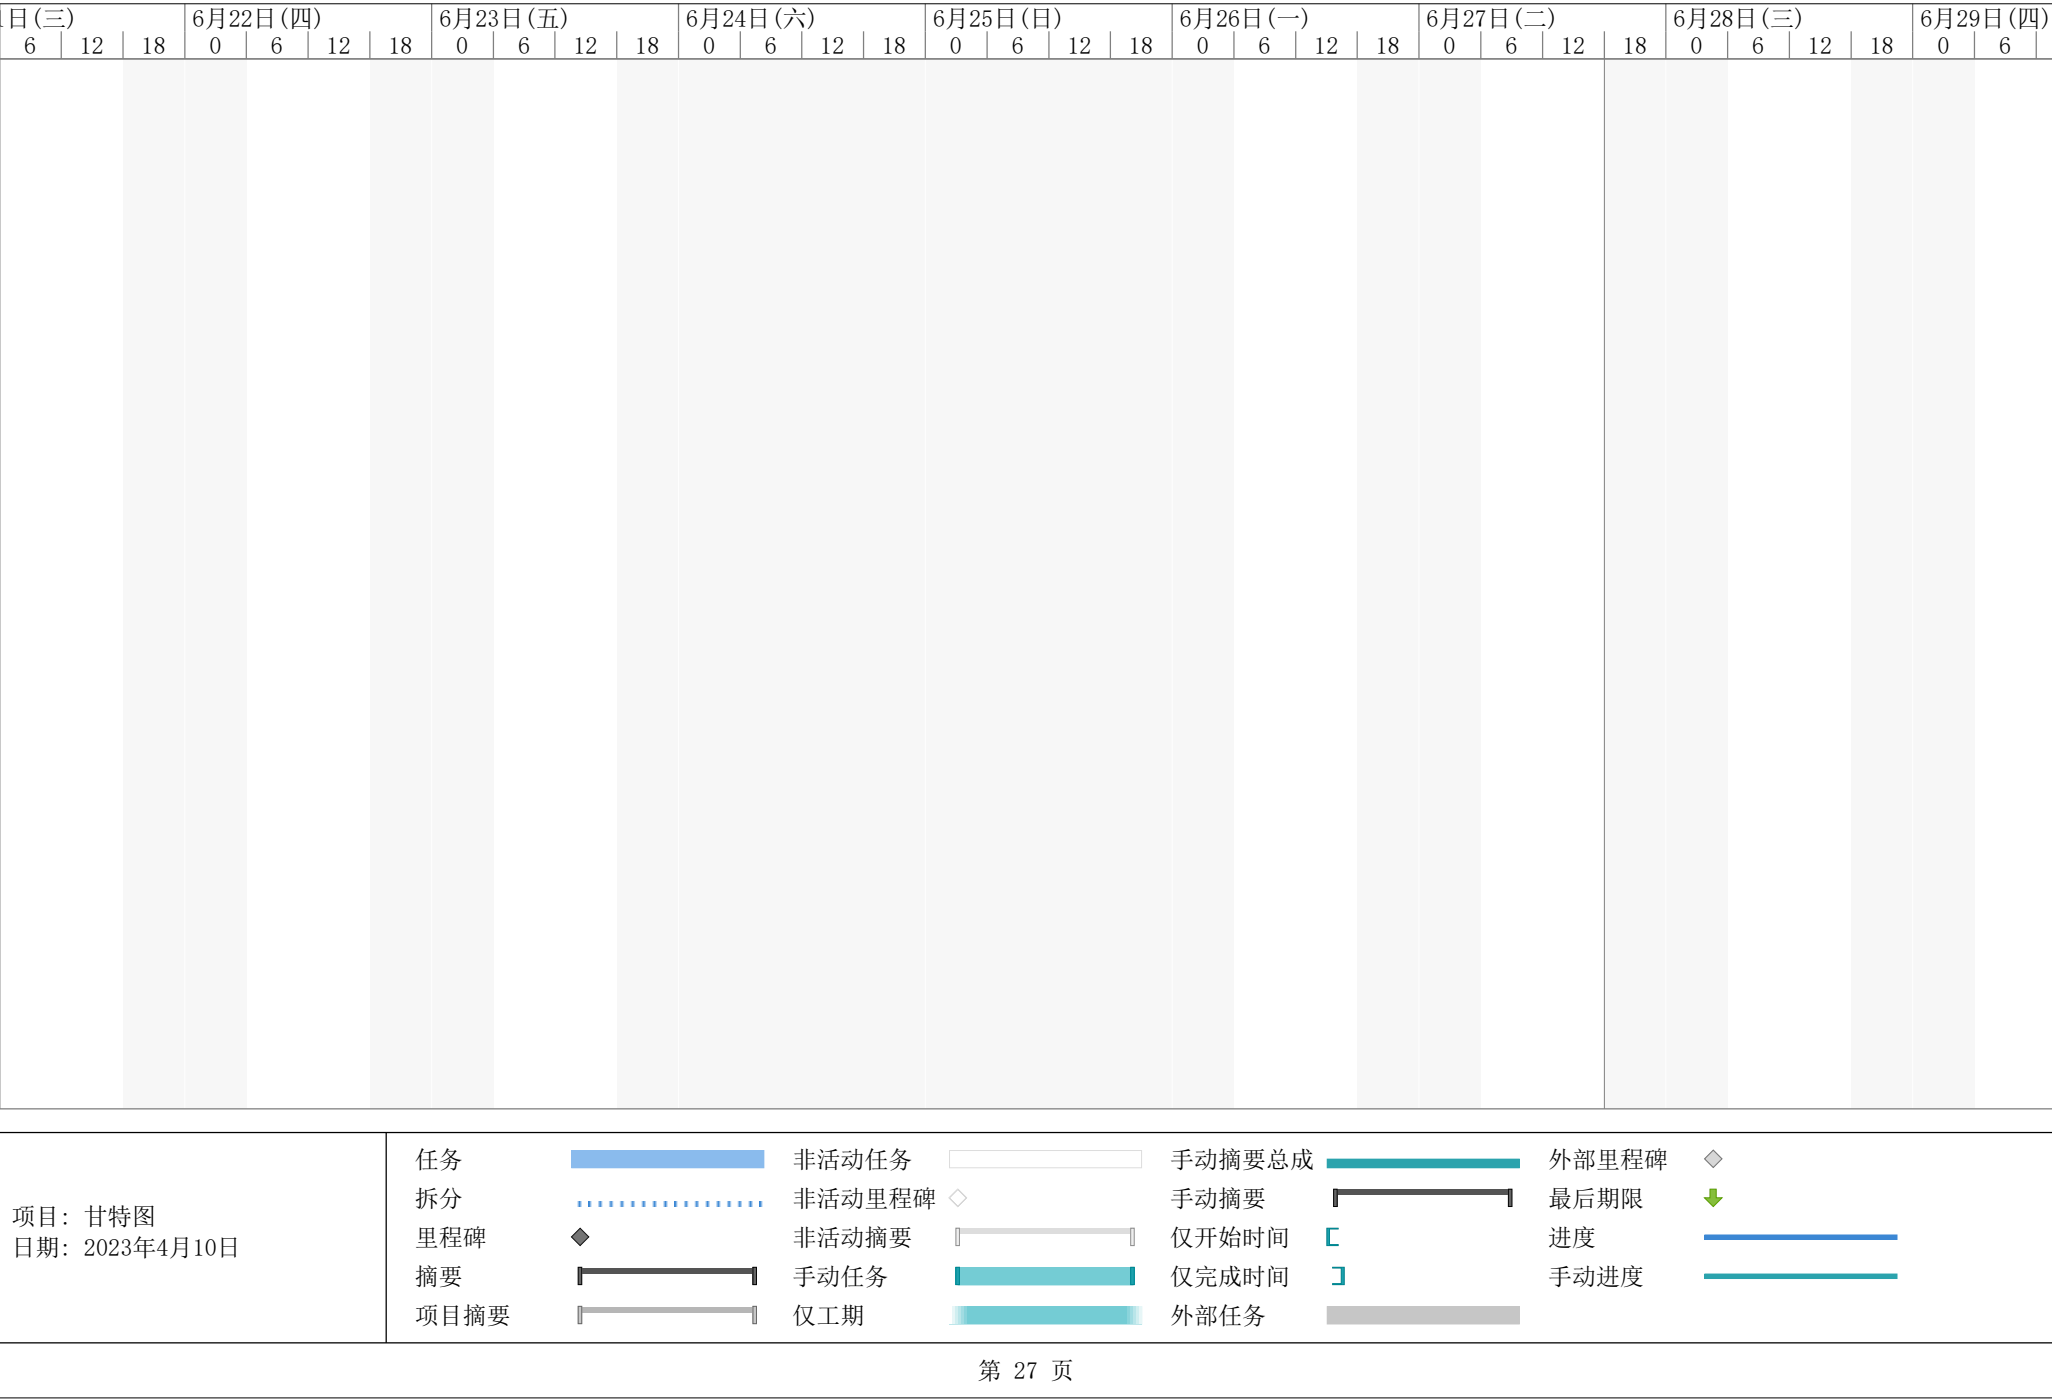 日(三) 6月22日(四) 6月23日(五) 6月24日(六) 6月25日(日) 6月26日(一) 6月27日(二) 6月28日(三) 6月29日(四)
6 12 18 0 6 12 18 0 6 12 18 0 6 12 18 0 6 12 18 0 6 12 18 0 6 12 18 0 6 12 18 0 6
任务 非活动任务 手动摘要总成 外部里程碑
拆分 非活动里程碑 手动摘要 最后期限
项目: 甘特图
日期: 2023年4月10日
里程碑 非活动摘要 仅开始时间 进度
摘要 手动任务 仅完成时间 手动进度
项目摘要 仅工期 外部任务
第 27 页